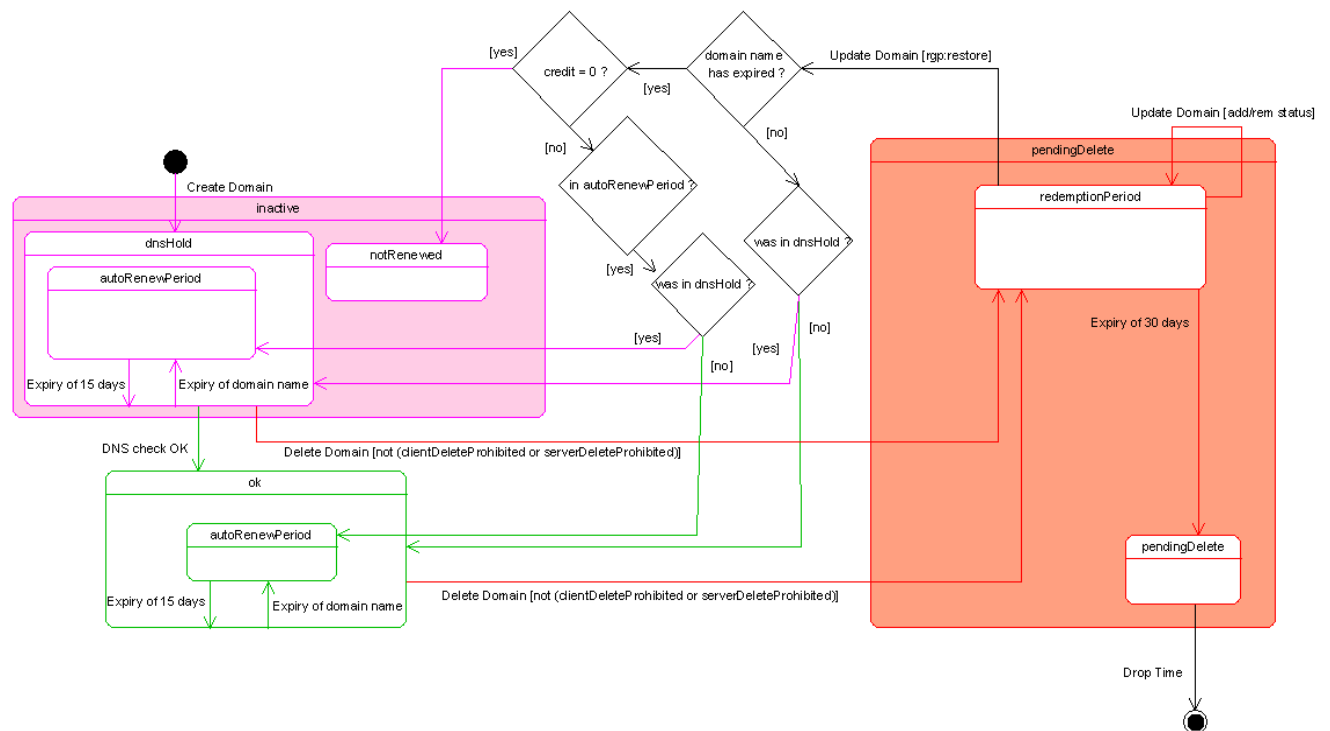 [yes]
credit = 0 ?
domain name
has expired ?
Update Domain [rgp:restore]
[yes]
Update Domain [add/rem status]
[no]
[no]
pendingDelete
Create Domain
in autoRenewPeriod ?
redemptionPeriod
inactive
dnsHold
notRenewed
was in dnsHold ?
autoRenewPeriod
[yes]
was in dnsHold ?
Expiry of 30 days
[no]
[yes]
[yes]
[no]
Expiry of 15 days
Expiry of domain name
DNS check OK
Delete Domain [not (clientDeleteProhibited or serverDeleteProhibited)]
ok
autoRenewPeriod
pendingDelete
Expiry of 15 days
Expiry of domain name
Delete Domain [not (clientDeleteProhibited or serverDeleteProhibited)]
Drop Time